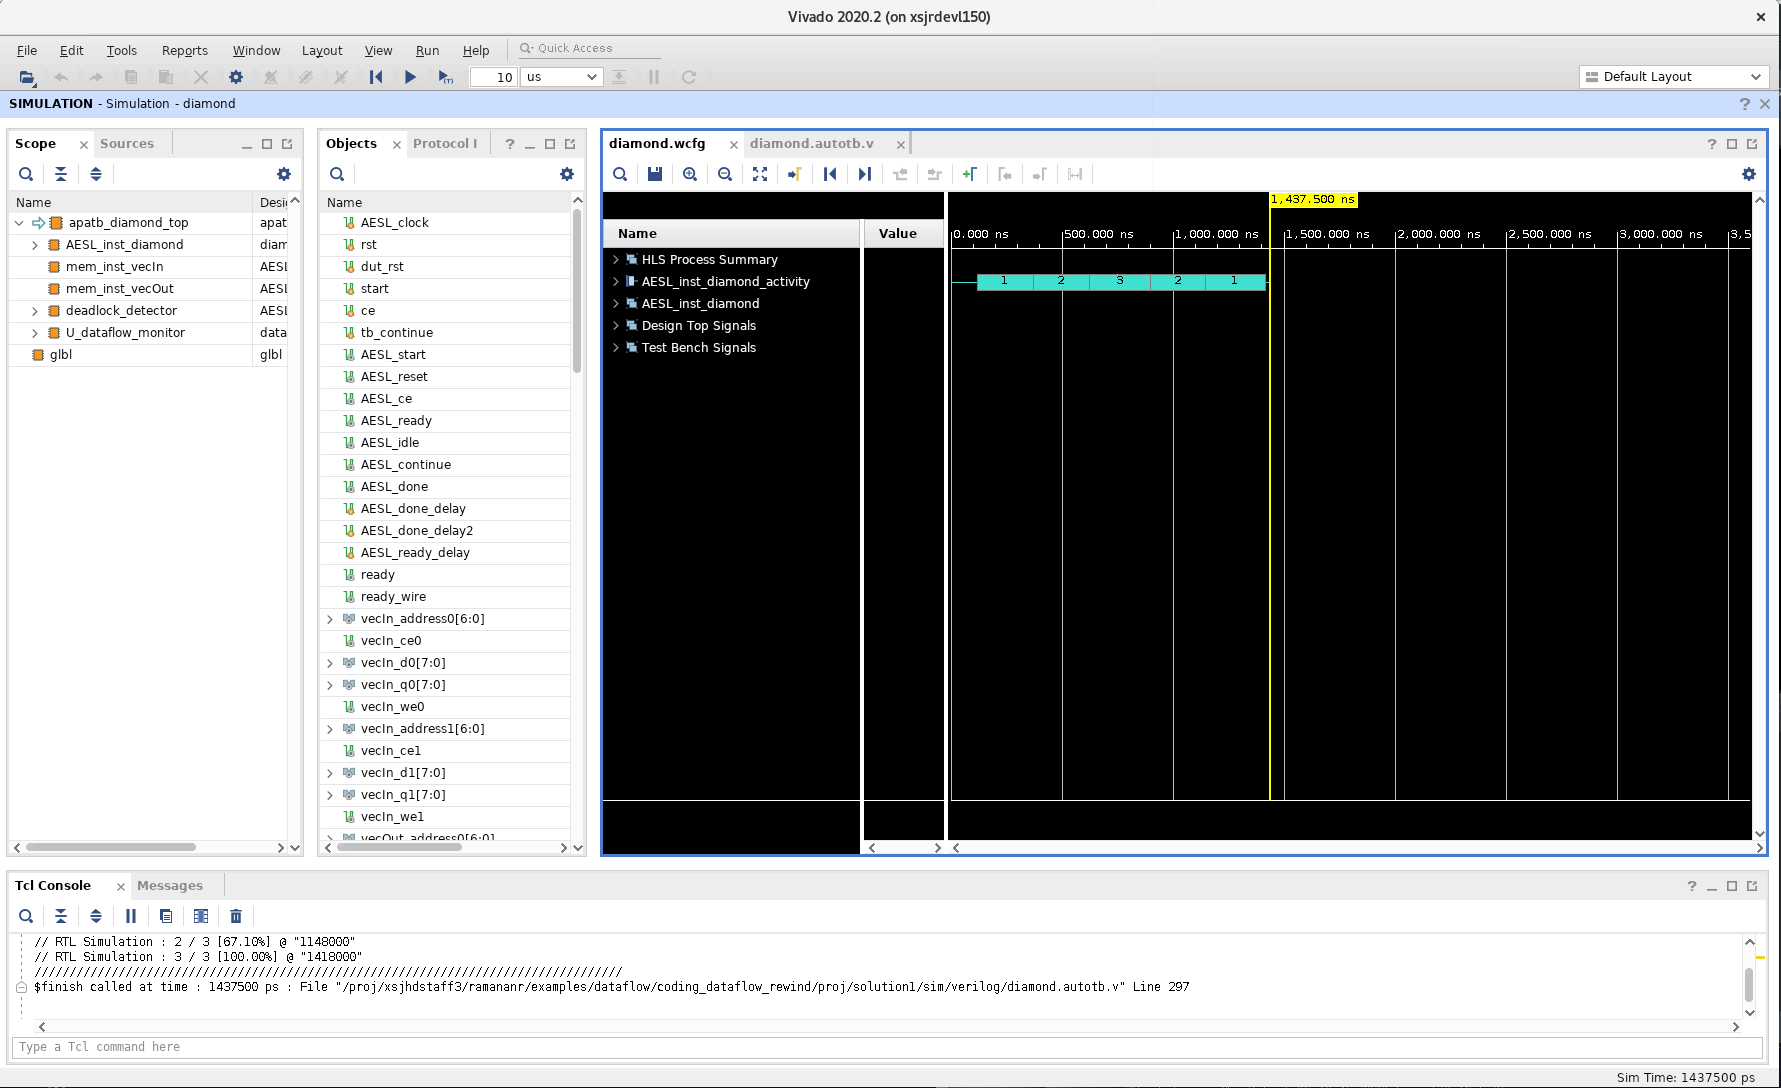 Vivado 2020.2 (on xsjrdevl150)
File Edit Tools Reports Window Layout View Run Help Quick Access
10 us Default Layout
SIMULATION - Simulation - diamond
Scope Sources
Name Desi
apatb_diamond_top apat
AESL_inst_diamond diam
mem_inst_vecIn AESL
mem_inst_vecOut AESL
deadlock_detector AESL
U_dataflow_monitor data
glbl glbl
Objects Protocol I
Name
AESL_clock
rst
dut_rst
start
ce
tb_continue
AESL_start
AESL_reset
AESL_ce
AESL_ready
AESL_idle
AESL_continue
AESL_done
AESL_done_delay
AESL_done_delay2
AESL_ready_delay
ready
ready_wire
vecIn_address0[6:0]
vecIn_ce0
vecIn_d0[7:0]
vecIn_q0[7:0]
vecIn_we0
vecIn_address1[6:0]
vecIn_ce1
vecIn_d1[7:0]
vecIn_q1[7:0]
vecIn_we1
vecOut_address0[6:0]
diamond.wcfg diamond.autotb.v
1,437.500 ns
Name Value
0.000 ns 500.000 ns 1,000.000 ns 1,500.000 ns 2,000.000 ns 2,500.000 ns 3,000.000 ns 3,5
HLS Process Summary
AESL_inst_diamond_activity 1 2 3 2 1
AESL_inst_diamond
Design Top Signals
Test Bench Signals
Tcl Console Messages
// RTL Simulation : 2 / 3 [67.10%] @ "1148000"
// RTL Simulation : 3 / 3 [100.00%] @ "1418000"
////////////////////////////////////////////////////////////////////////////////////
$finish called at time : 1437500 ps : File "/proj/xsjhdstaff3/ramananr/examples/dataflow/coding_dataflow_rewind/proj/solution1/sim/verilog/diamond.autotb.v" Line 297
Type a Tcl command here
Sim Time: 1437500 ps